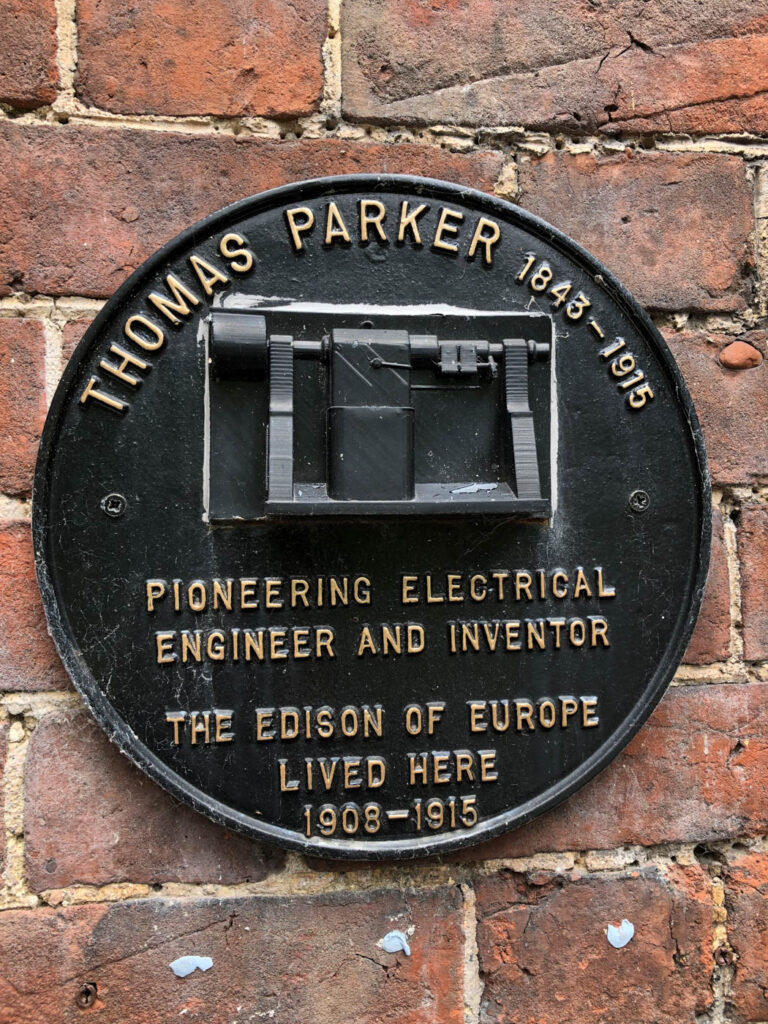 THOMAS PARKER 1843-1915
PIONEERING ELECTRICAL
ENGINEER AND INVENTOR
THE EDISON OF EUROPE
LIVED HERE
1908-1915